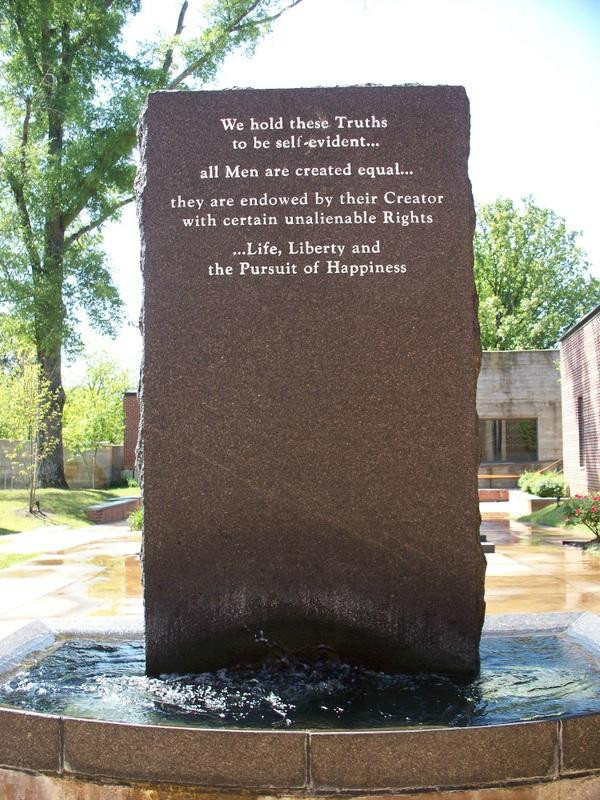 We hold these Truths
to be self-evident...
all Men are created equal...
they are endowed by their Creator
with certain unalienable Rights
...Life, Liberty and
the Pursuit of Happiness